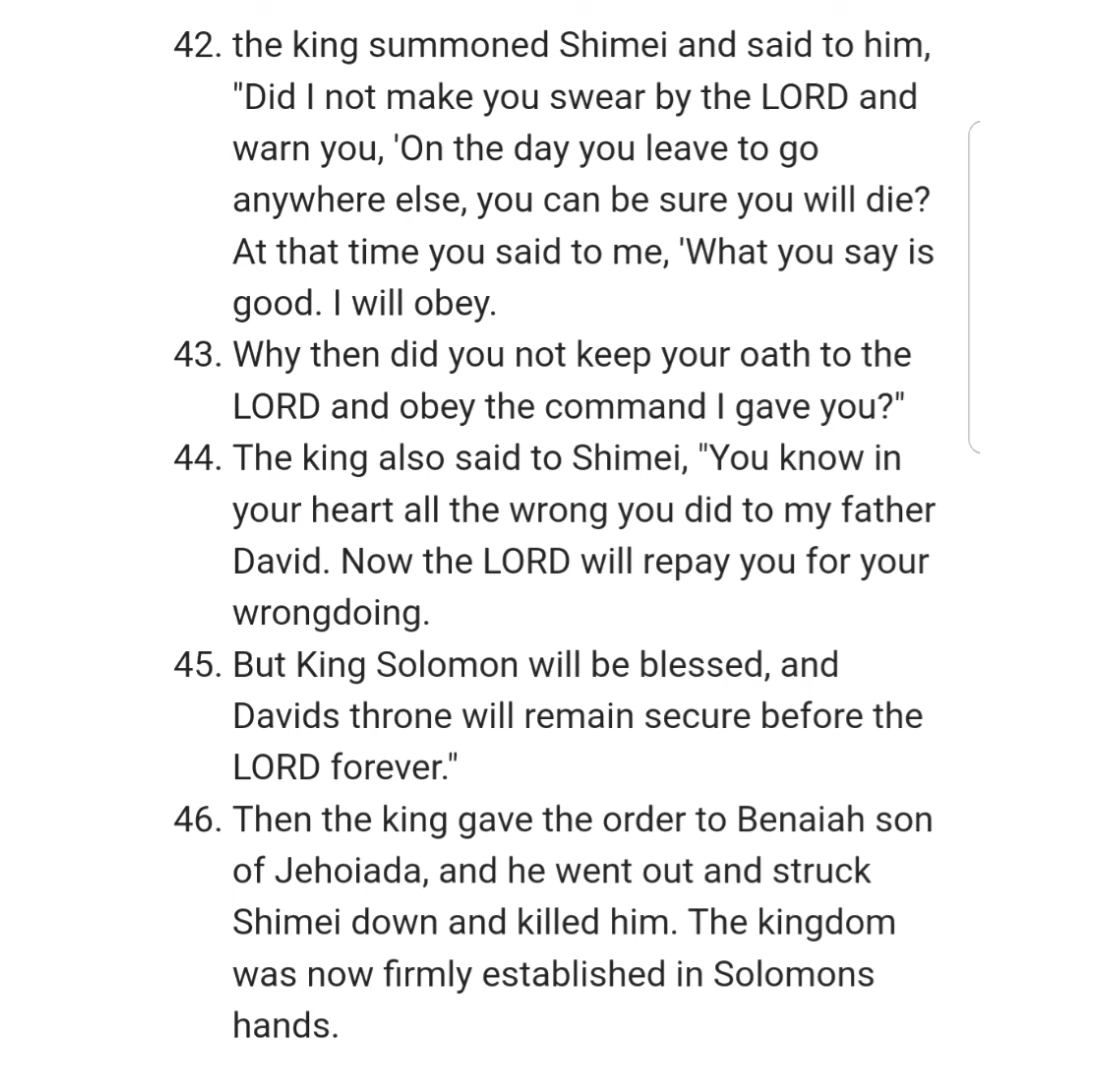 42. the king summoned Shimei and said to him,
"Did I not make you swear by the LORD and
warn you, 'On the day you leave to go
anywhere else, you can be sure you will die?
At that time you said to me, 'What you say is
good. I will obey.
43. Why then did you not keep your oath to the
LORD and obey the command I gave you?"
44. The king also said to Shimei, "You know in
your heart all the wrong you did to my father
David. Now the LORD will repay you for your
wrongdoing.
45. But King Solomon will be blessed, and
Davids throne will remain secure before the
LORD forever."
46. Then the king gave the order to Benaiah son
of Jehoiada, and he went out and struck
Shimei down and killed him. The kingdom
was now firmly established in Solomons
hands.